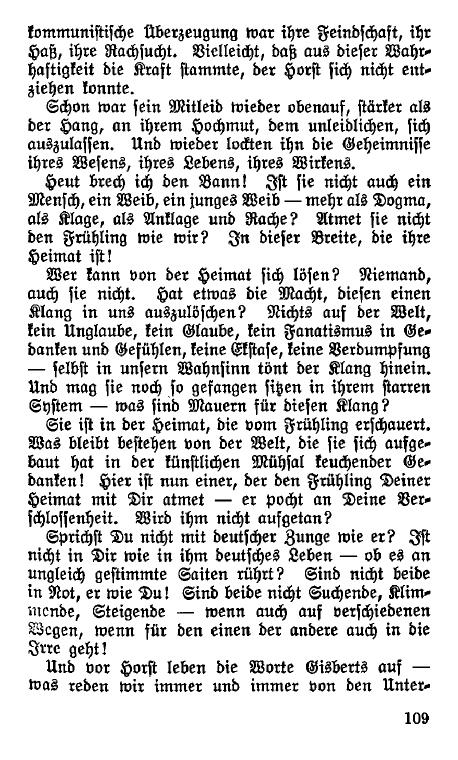 kommunistische Überzeugung war ihre Feindschaft, ihr
Haß, ihre Rachsucht. Vielleicht, daß aus dieser Wahr-
haftigkeit die Kraft stammte, der Horst sich nicht ent-
ziehen konnte.
Schon war sein Mitleid wieder obenauf, stärker als
der Hang, an ihrem Hochmut, dem unleidlichen, sich
auszulassen. Und wieder lockten ihn die Geheimnisse
ihres Wesens, ihres Lebens, ihres Wirkens.
Heut brech ich den Bann! Ist sie nicht auch ein
Mensch, ein Weib, ein junges Weib — mehr als Dogma,
als Klage, als Anklage und Rache? Atmet sie nicht
den Frühling wie wir? In dieser Breite, die ihre
Heimat ist!
Wer kann von der Heimat sich lösen? Niemand,
auch sie nicht. Hat etwas die Macht, diesen einen
Klang in uns auszulöschen? Nichts auf der Welt,
kein Unglaube, kein Glaube, kein Fanatismus in Ge-
danken und Gefühlen, keine Ekstase, keine Verdumpfung
— selbst in unsern Wahnsinn tönt der Klang hinein.
Und mag sie noch so gefangen sitzen in ihrem starren
System — was sind Mauern für diesen Klang?
Sie ist in der Heimat, die vom Frühling erschauert.
Was bleibt bestehen von der Welt, die sie sich aufge-
baut hat in der künstlichen Mühsal keuchender Ge-
danken! Hier ist nun einer, der den Frühling Deiner
Heimat mit Dir atmet — er pocht an Deine Ver-
schlossenheit. Wird ihm nicht aufgetan?
Sprichst Du nicht mit deutscher Zunge wie er? Ist
nicht in Dir wie in ihm deutsches Leben — ob es an
ungleich gestimmte Saiten rührt? Sind nicht beide
in Not, er wie Du! Sind beide nicht Suchende, Klim-
mende, Steigende — wenn auch auf verschiedenen
Wegen, wenn für den einen der andere auch in die
Irre geht!
Und vor Horst leben die Worte Gisberts auf —
was reden wir immer und immer von den Unter-
109